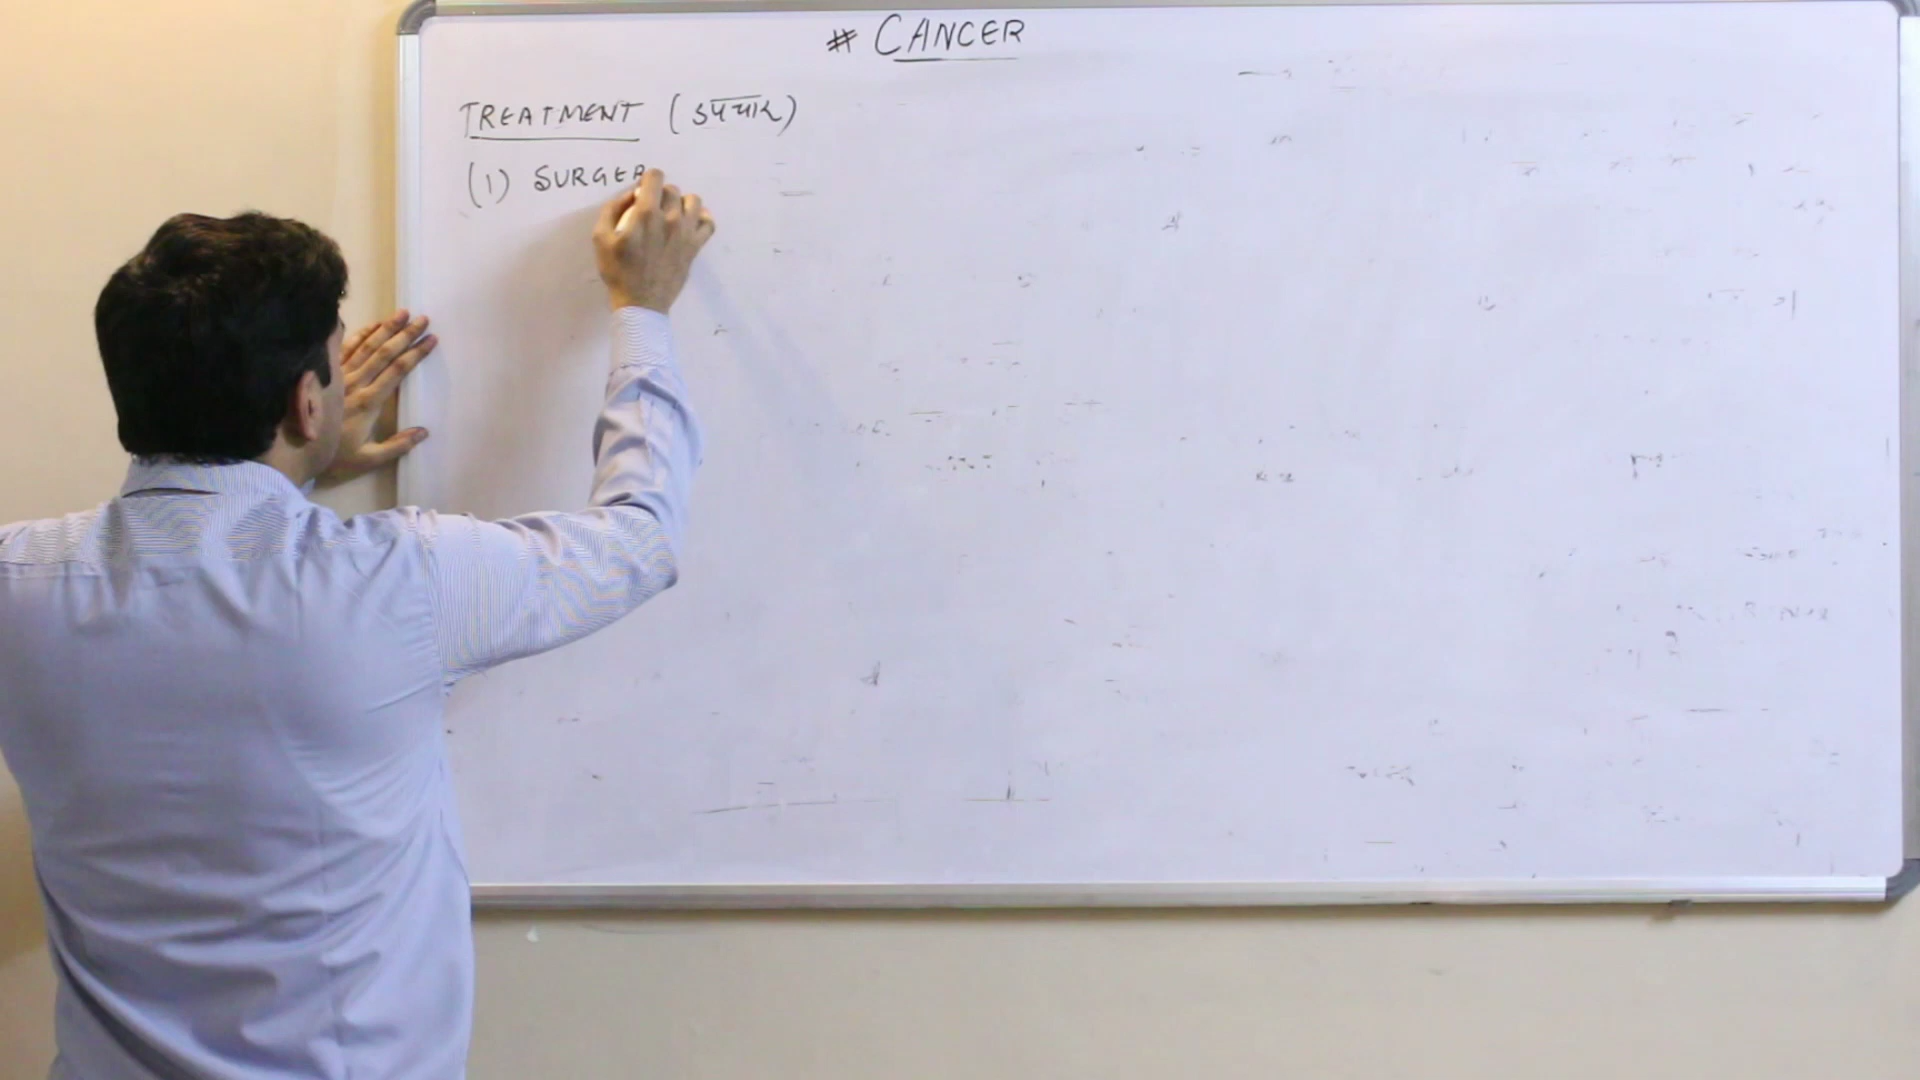 # CANCER
TREATMENT (उपचार)
(1) SURGER